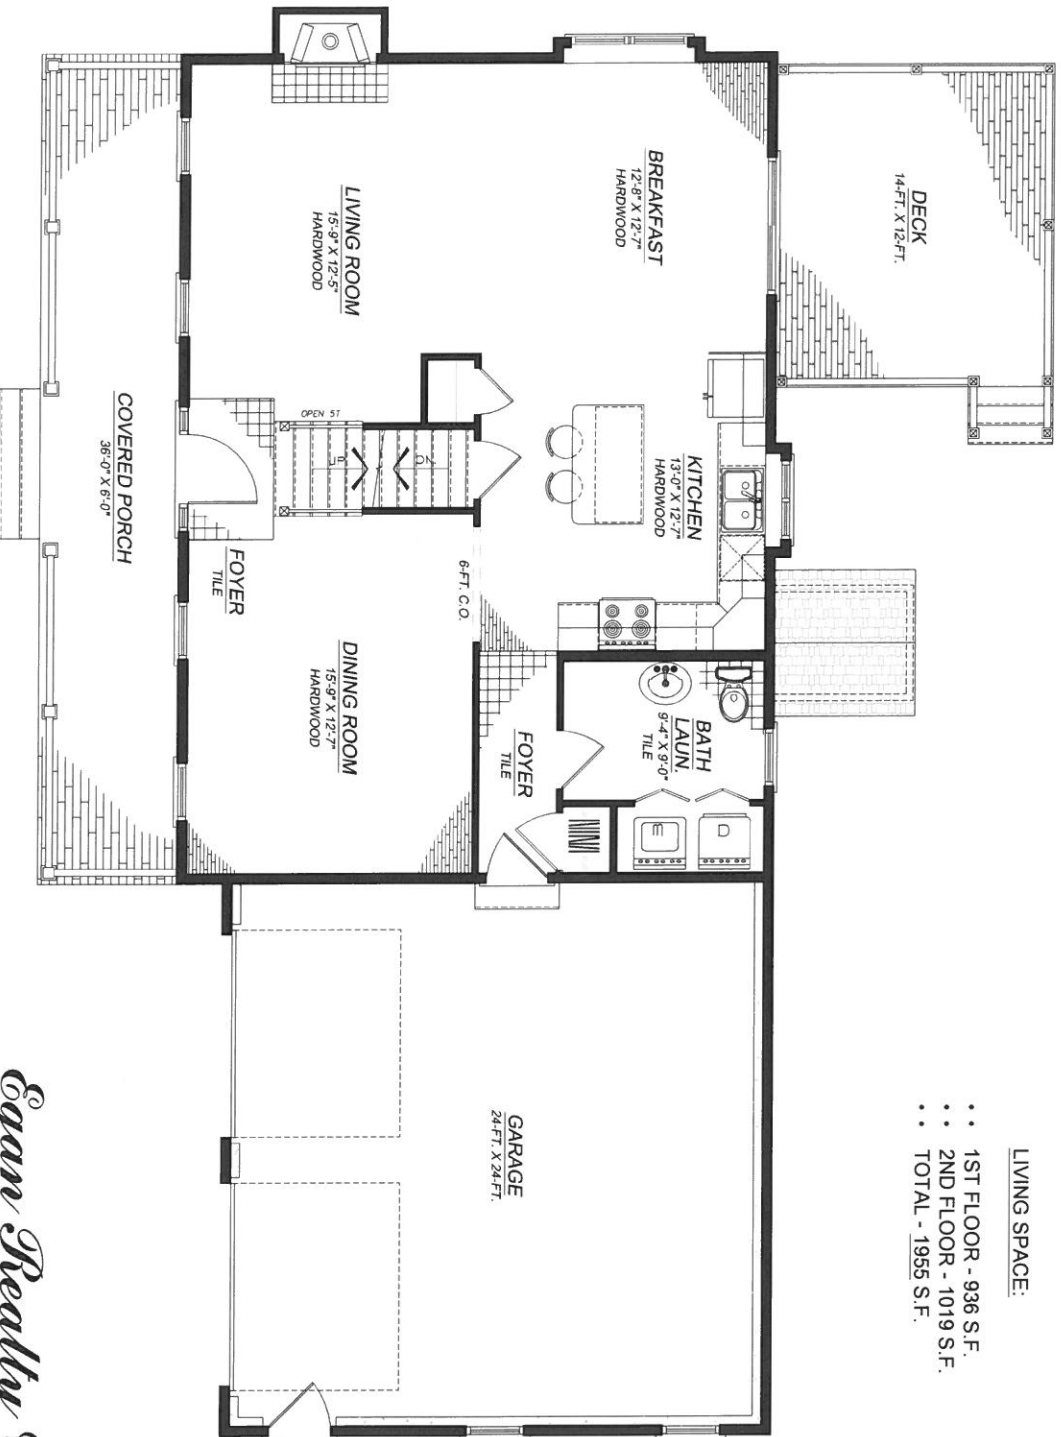 LIVING SPACE:
: 1ST FLOOR - 936 S.F.
: 2ND FLOOR - 1019 S.F.
: TOTAL - 1955 S.F.
DECK
14-FT. X 12-FT.
BREAKFAST
12'-8" X 12'-7"
HARDWOOD
KITCHEN
13'-0" X 12'-7"
HARDWOOD
BATH
LAUN.
9'-4" X 9'-0"
TILE
D
FOYER
TILE
6-FT. C.O.
GARAGE
24-FT. X 24-FT.
LIVING ROOM
15'-9" X 12'-5"
HARDWOOD
OPEN ST
DINING ROOM
15'-9" X 12'-7"
HARDWOOD
FOYER
TILE
COVERED PORCH
36'-0" X 6'-0"
Realty